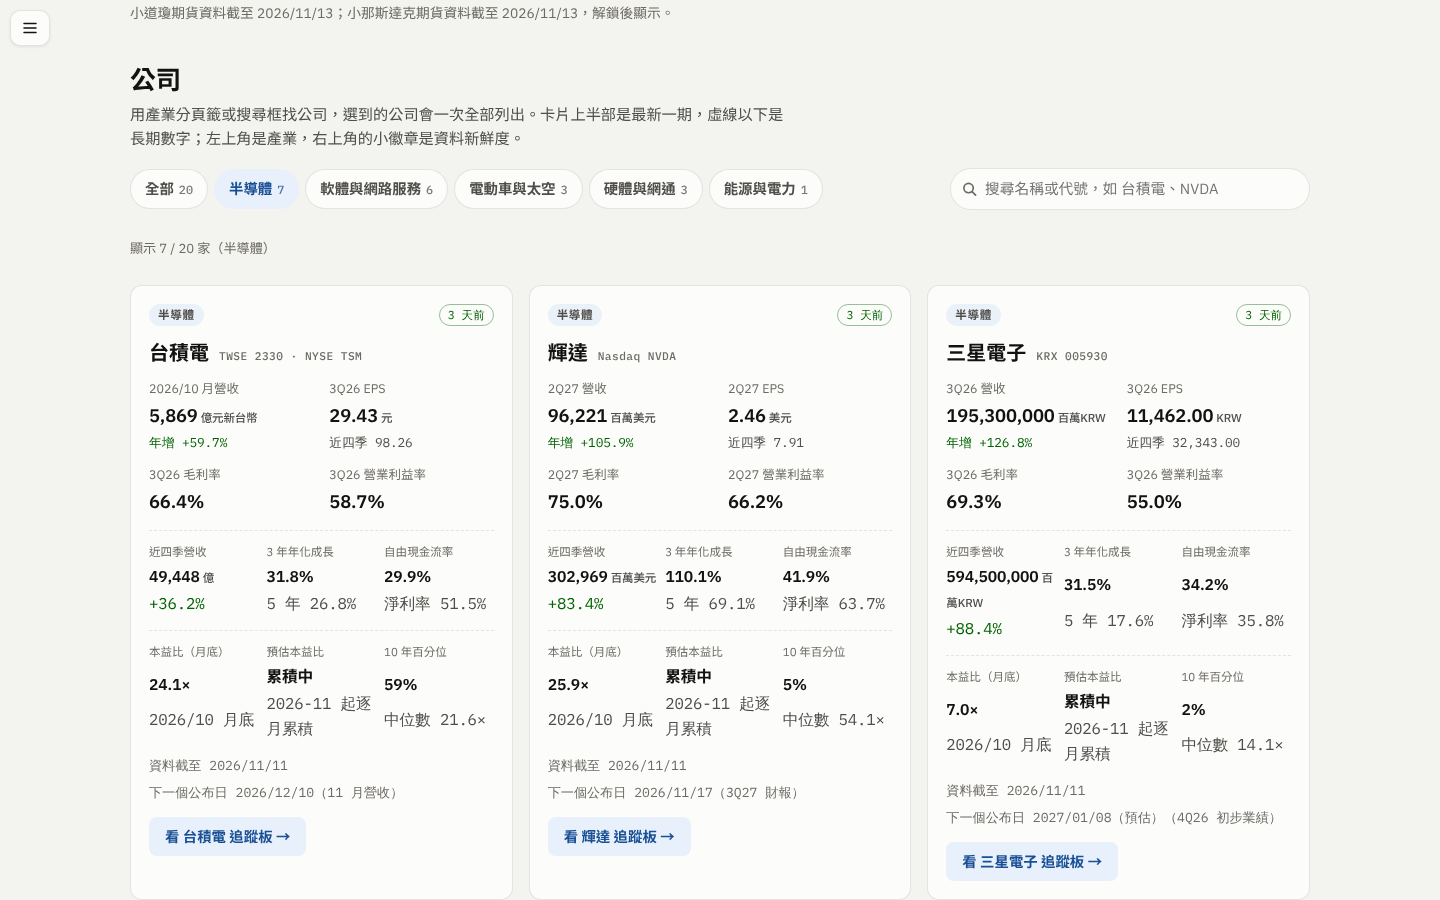 小道瓊期貨資料截至 2026/11/13；小那斯達克期貨資料截至 2026/11/13，解鎖後顯示。
公司
用產業分頁籤或搜尋框找公司，選到的公司會一次全部列出。卡片上半部是最新一期，虛線以下是
長期數字；左上角是產業，右上角的小徽章是資料新鮮度。
全部 20 半導體 7 軟體與網路服務 6 電動車與太空 3 硬體與網通 3 能源與電力 1
搜尋名稱或代號，如 台積電、NVDA
顯示 7 / 20 家（半導體）
半導體 3 天前
台積電 TWSE 2330 · NYSE TSM
2026/10 月營收 3Q26 EPS
5,869 億元新台幣 29.43 元
年增 +59.7% 近四季 98.26
3Q26 毛利率 3Q26 營業利益率
66.4% 58.7%
近四季營收 3 年年化成長 自由現金流率
49,448 億 31.8% 29.9%
+36.2% 5 年 26.8% 淨利率 51.5%
本益比（月底） 預估本益比 10 年百分位
24.1× 累積中 59%
2026/10 月底 2026-11 起逐 中位數 21.6×
月累積
資料截至 2026/11/11
下一個公布日 2026/12/10（11 月營收）
看 台積電 追蹤板 →
半導體 3 天前
輝達 Nasdaq NVDA
2Q27 營收 2Q27 EPS
96,221 百萬美元 2.46 美元
年增 +105.9% 近四季 7.91
2Q27 毛利率 2Q27 營業利益率
75.0% 66.2%
近四季營收 3 年年化成長 自由現金流率
302,969 百萬美元 110.1% 41.9%
+83.4% 5 年 69.1% 淨利率 63.7%
本益比（月底） 預估本益比 10 年百分位
25.9× 累積中 5%
2026/10 月底 2026-11 起逐 中位數 54.1×
月累積
資料截至 2026/11/11
下一個公布日 2026/11/17（3Q27 財報）
看 輝達 追蹤板 →
半導體 3 天前
三星電子 KRX 005930
3Q26 營收 3Q26 EPS
195,300,000 百萬KRW 11,462.00 KRW
年增 +126.8% 近四季 32,343.00
3Q26 毛利率 3Q26 營業利益率
69.3% 55.0%
近四季營收 3 年年化成長 自由現金流率
594,500,000 百 31.5% 34.2%
萬KRW
+88.4% 5 年 17.6% 淨利率 35.8%
本益比（月底） 預估本益比 10 年百分位
7.0× 累積中 2%
2026/10 月底 2026-11 起逐 中位數 14.1×
月累積
資料截至 2026/11/11
下一個公布日 2027/01/08（預估）（4Q26 初步業績）
看 三星電子 追蹤板 →